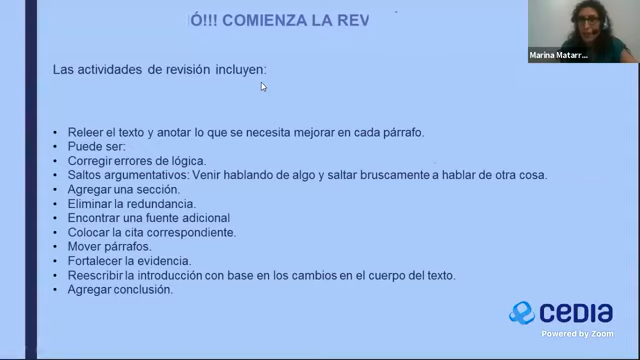 Ó!!! COMIENZA LA REV
Las actividades de revisión incluyen:
• Releer el texto y anotar lo que se necesita mejorar en cada párrafo.
• Puede ser:
• Corregir errores de lógica.
• Saltos argumentativos: Venir hablando de algo y saltar bruscamente a hablar de otra cosa.
• Agregar una sección.
• Eliminar la redundancia.
• Encontrar una fuente adicional
• Colocar la cita correspondiente.
• Mover párrafos.
• Fortalecer la evidencia.
• Reescribir la introducción con base en los cambios en el cuerpo del texto.
• Agregar conclusión.
Marina Matarr...
cedia
Powered by Zoom